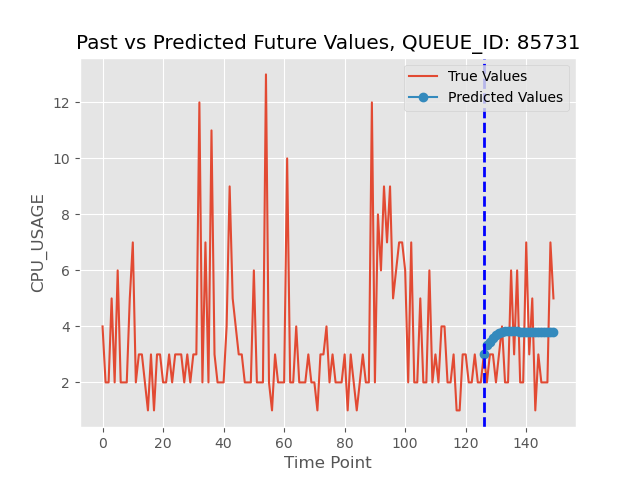 Past vs Predicted Future Values, QUEUE_ID: 85731
True Values
Predicted Values
CPU_USAGE
12
10
8
6
4
2
0 20 40 60 80 100 120 140
Time Point